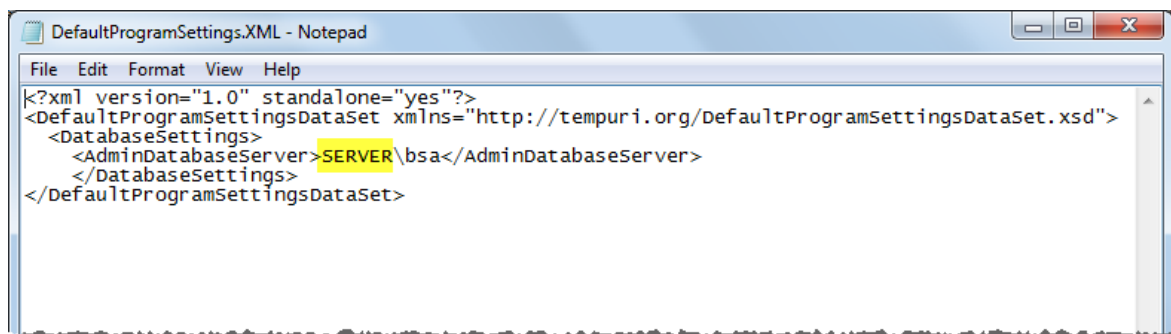 DefaultProgramSettings.XML - Notepad
File Edit Format View Help
<?xml version="1.0" standalone="yes"?>
<DefaultProgramSettingsDataSet xmlns="http://tempuri.org/DefaultProgramSettingsDataSet.xsd">
  <DatabaseSettings>
    <AdminDatabaseServer>SERVER\bsa</AdminDatabaseServer>
    </DatabaseSettings>
</DefaultProgramSettingsDataSet>